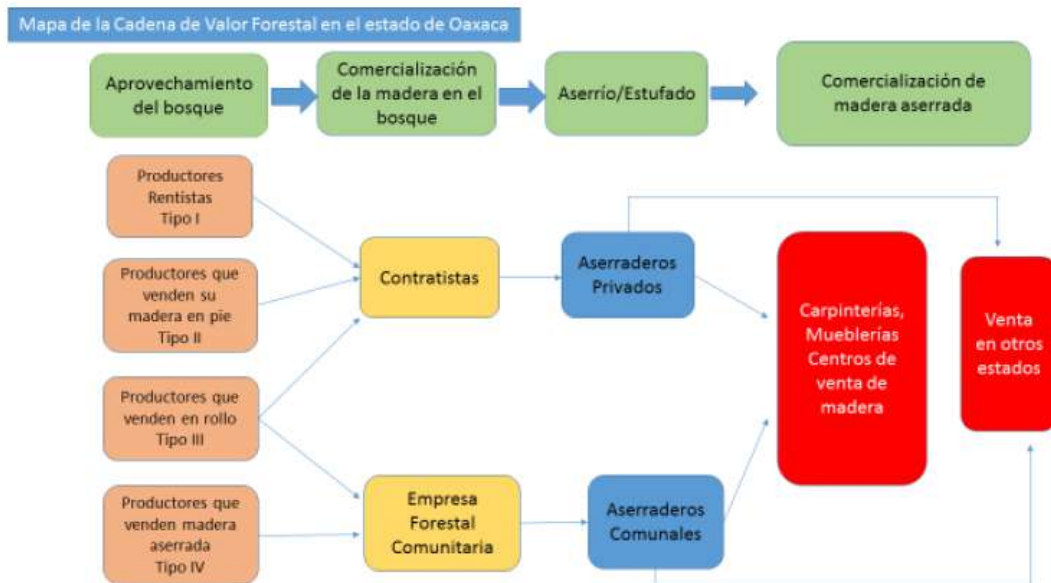 Mapa de la Cadena de Valor Forestal en el estado de Oaxaca
Aprovechamiento
del bosque
Comercialización
de la madera en el
bosque
Aserrío/Estufado
Comercialización de
madera aserrada
Productores
Rentistas
Tipo I
Productores que
venden su
madera en pie
Tipo II
Productores que
venden en rollo
Tipo III
Productores que
venden madera
aserrada
Tipo IV
Contratistas
Empresa
Forestal
Comunitaria
Aserraderos
Privados
Aserraderos
Comunales
Carpinterías,
Mueblerías
Centros de
venta de
madera
Venta
en otros
estados